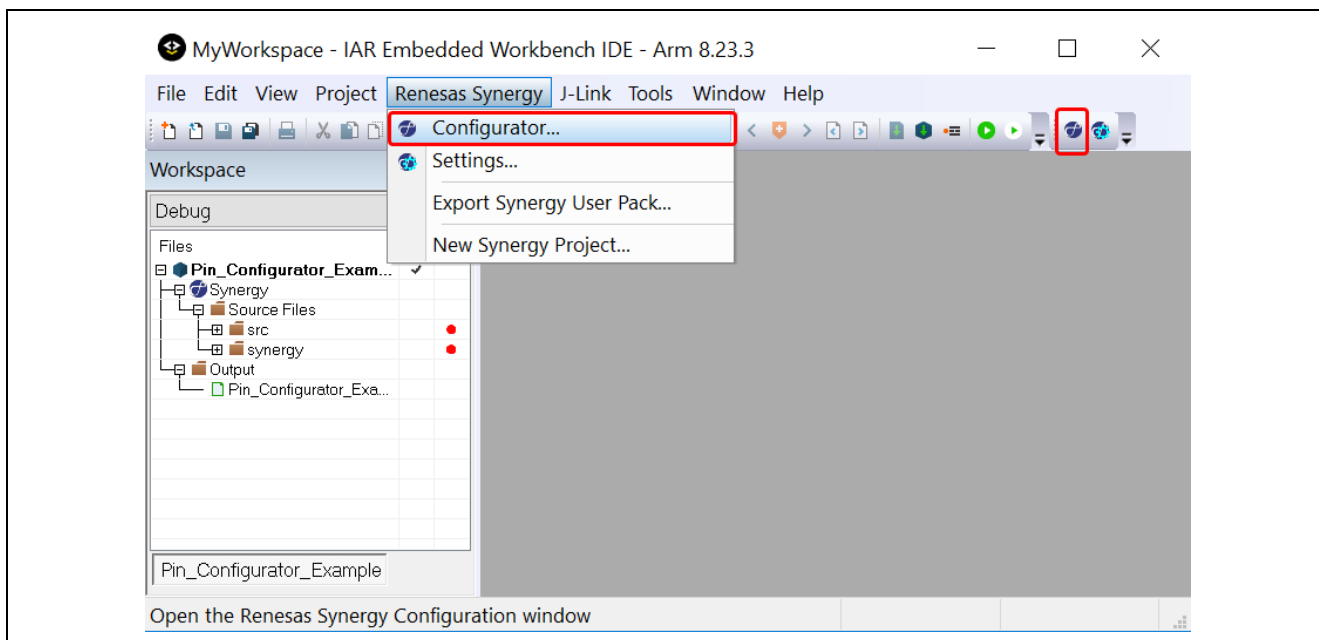 MyWorkspace - IAR Embedded Workbench IDE - Arm 8.23.3
File Edit View Project Renesas Synergy J-Link Tools Window Help
Configurator...
Workspace
Settings...
Debug
Export Synergy User Pack...
Files
New Synergy Project...
Pin_Configurator_Exam...
Synergy
Source Files
src
synergy
Output
Pin_Configurator_Exa...
Pin_Configurator_Example
Open the Renesas Synergy Configuration window